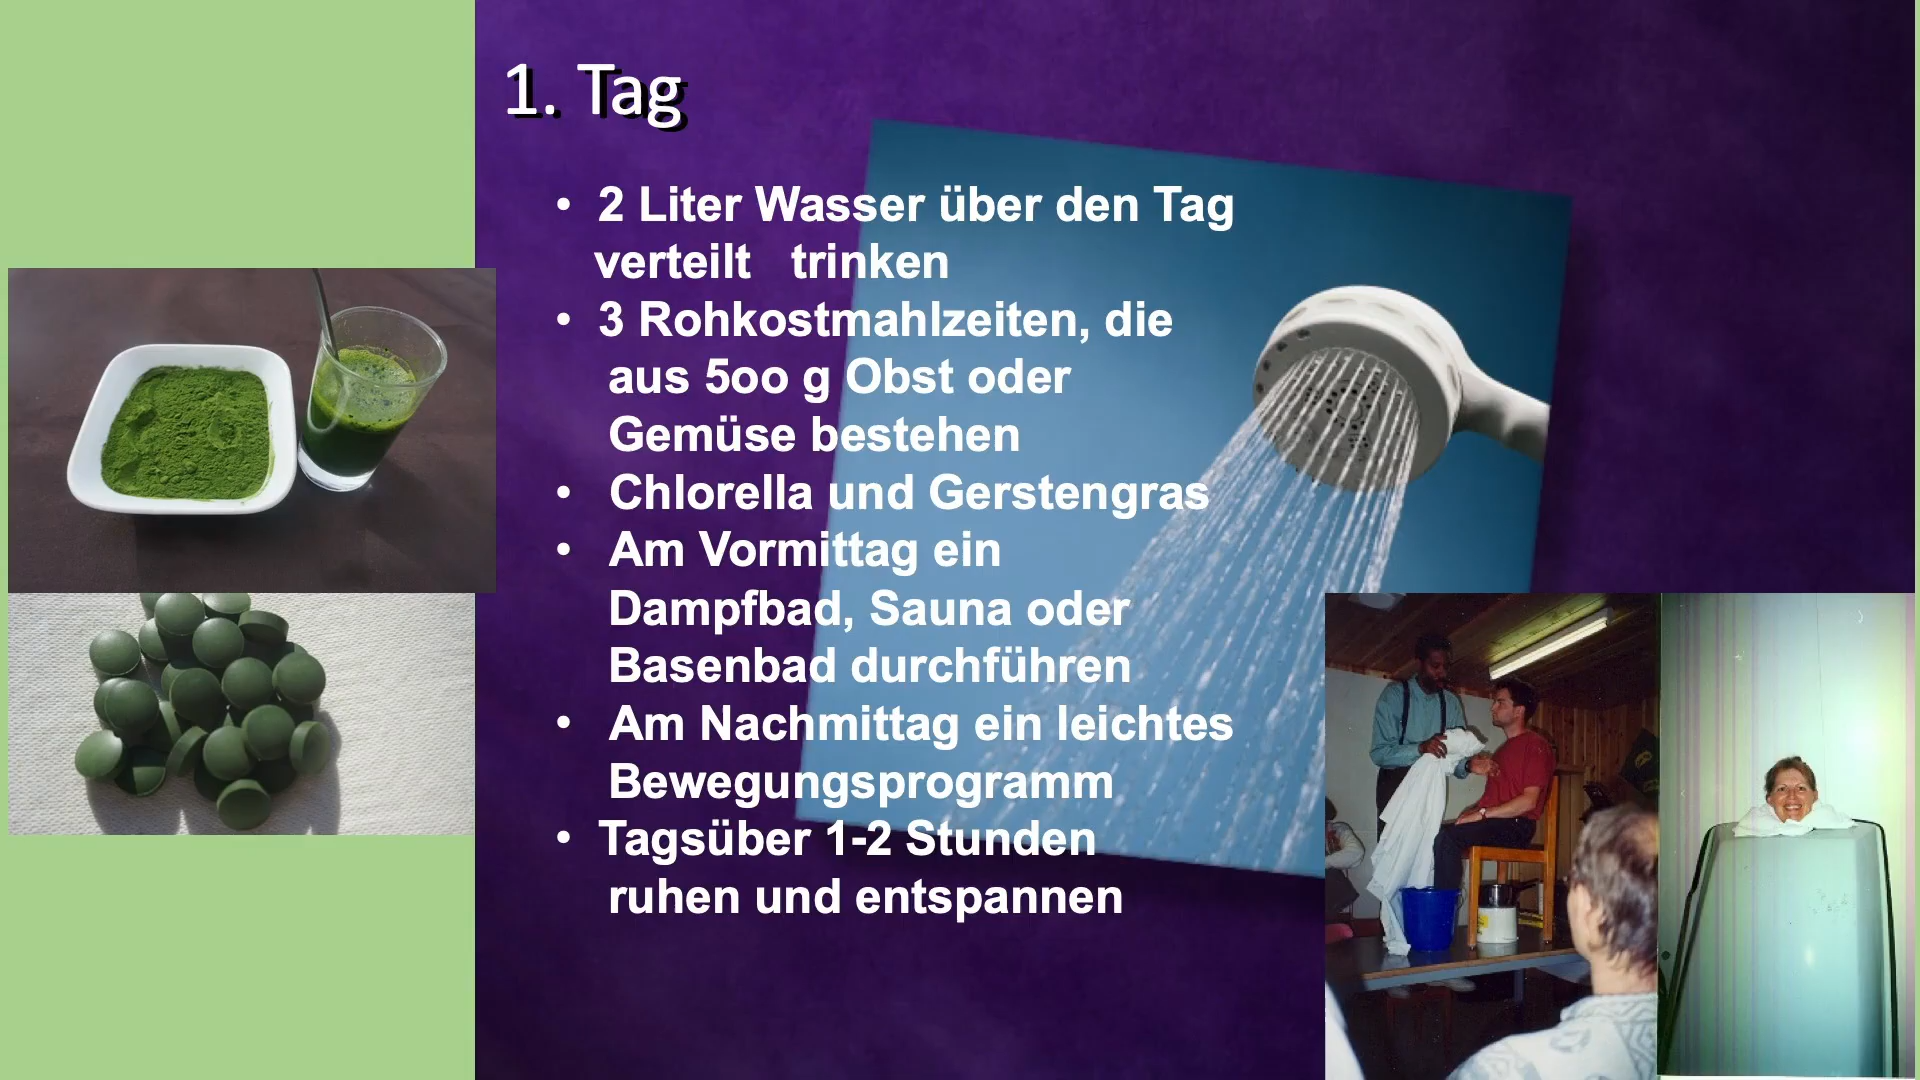 1. Tag
• 2 Liter Wasser über den Tag
verteilt trinken
• 3 Rohkostmahlzeiten, die
aus 5oo g Obst oder
Gemüse bestehen
• Chlorella und Gerstengras
• Am Vormittag ein
Dampfbad, Sauna oder
Basenbad durchführen
• Am Nachmittag ein leichtes
Bewegungsprogramm
• Tagsüber 1-2 Stunden
ruhen und entspannen